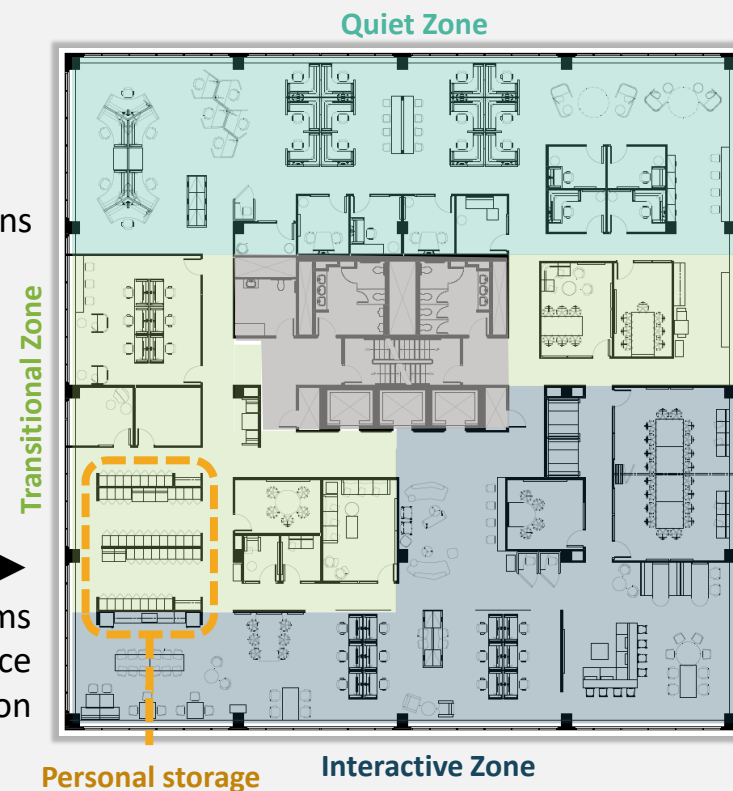 Quiet Zone
ns
Transitional Zone
ms
ce
on
Personal storage
Interactive Zone